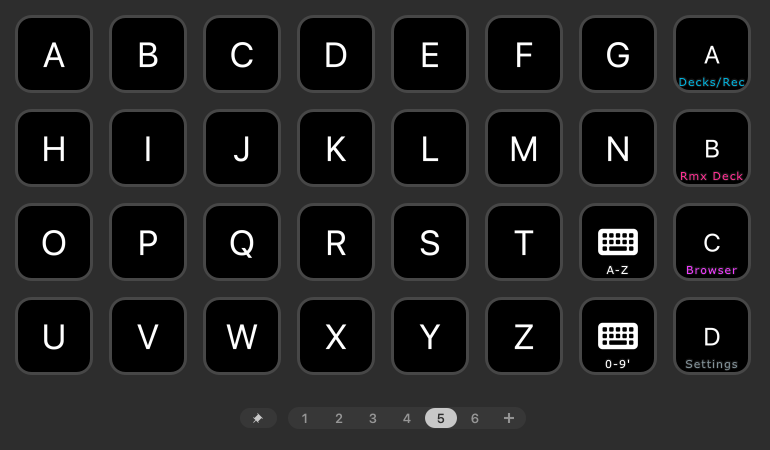 A B C D E F G A
Decks/Rec
H I J K L M N B
Rmx Deck
O P Q R S T C
A-Z Browser
U V W X Y Z D
0-9' Settings
1 2 3 4 5 6 +